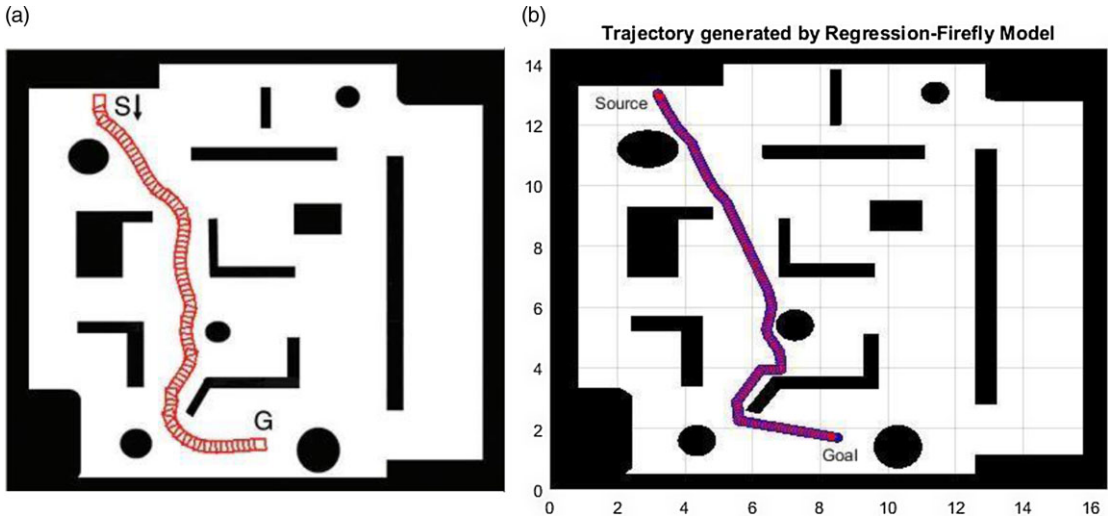 (a)
S↓
G
(b)
Trajectory generated by Regression-Firefly Model
14
12
10
8
6
4
2
0
Source
Goal
0 2 4 6 8 10 12 14 16